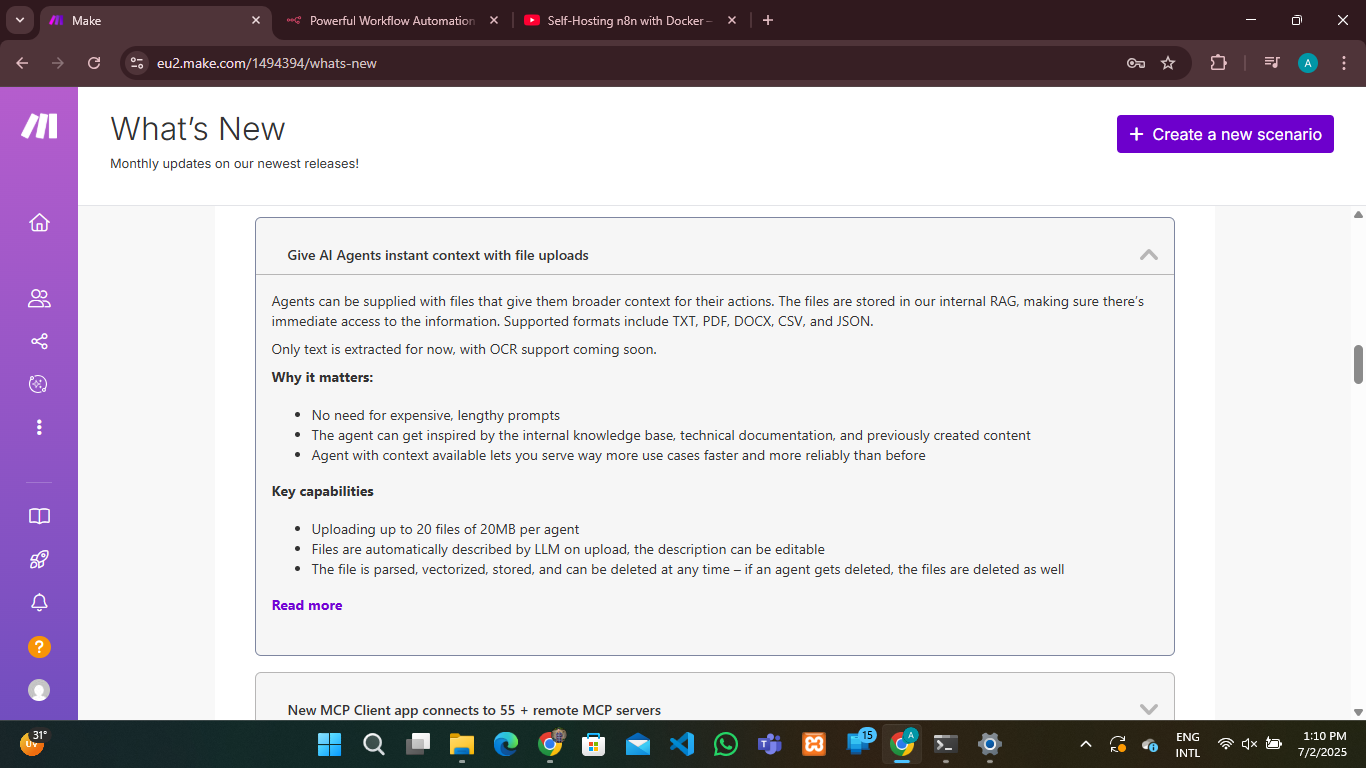 Make
Powerful Workflow Automation
Self-Hosting n8n with Docker –
eu2.make.com/1494394/whats-new
A
What's New
Monthly updates on our newest releases!
+ Create a new scenario
Give AI Agents instant context with file uploads
Agents can be supplied with files that give them broader context for their actions. The files are stored in our internal RAG, making sure there's
immediate access to the information. Supported formats include TXT, PDF, DOCX, CSV, and JSON.
Only text is extracted for now, with OCR support coming soon.
Why it matters:
• No need for expensive, lengthy prompts
• The agent can get inspired by the internal knowledge base, technical documentation, and previously created content
• Agent with context available lets you serve way more use cases faster and more reliably than before
Key capabilities
• Uploading up to 20 files of 20MB per agent
• Files are automatically described by LLM on upload, the description can be editable
• The file is parsed, vectorized, stored, and can be deleted at any time – if an agent gets deleted, the files are deleted as well
Read more
?
New MCP Client app connects to 55 + remote MCP servers
31°
UV
15
A
ENG
INTL
1:10 PM
7/2/2025